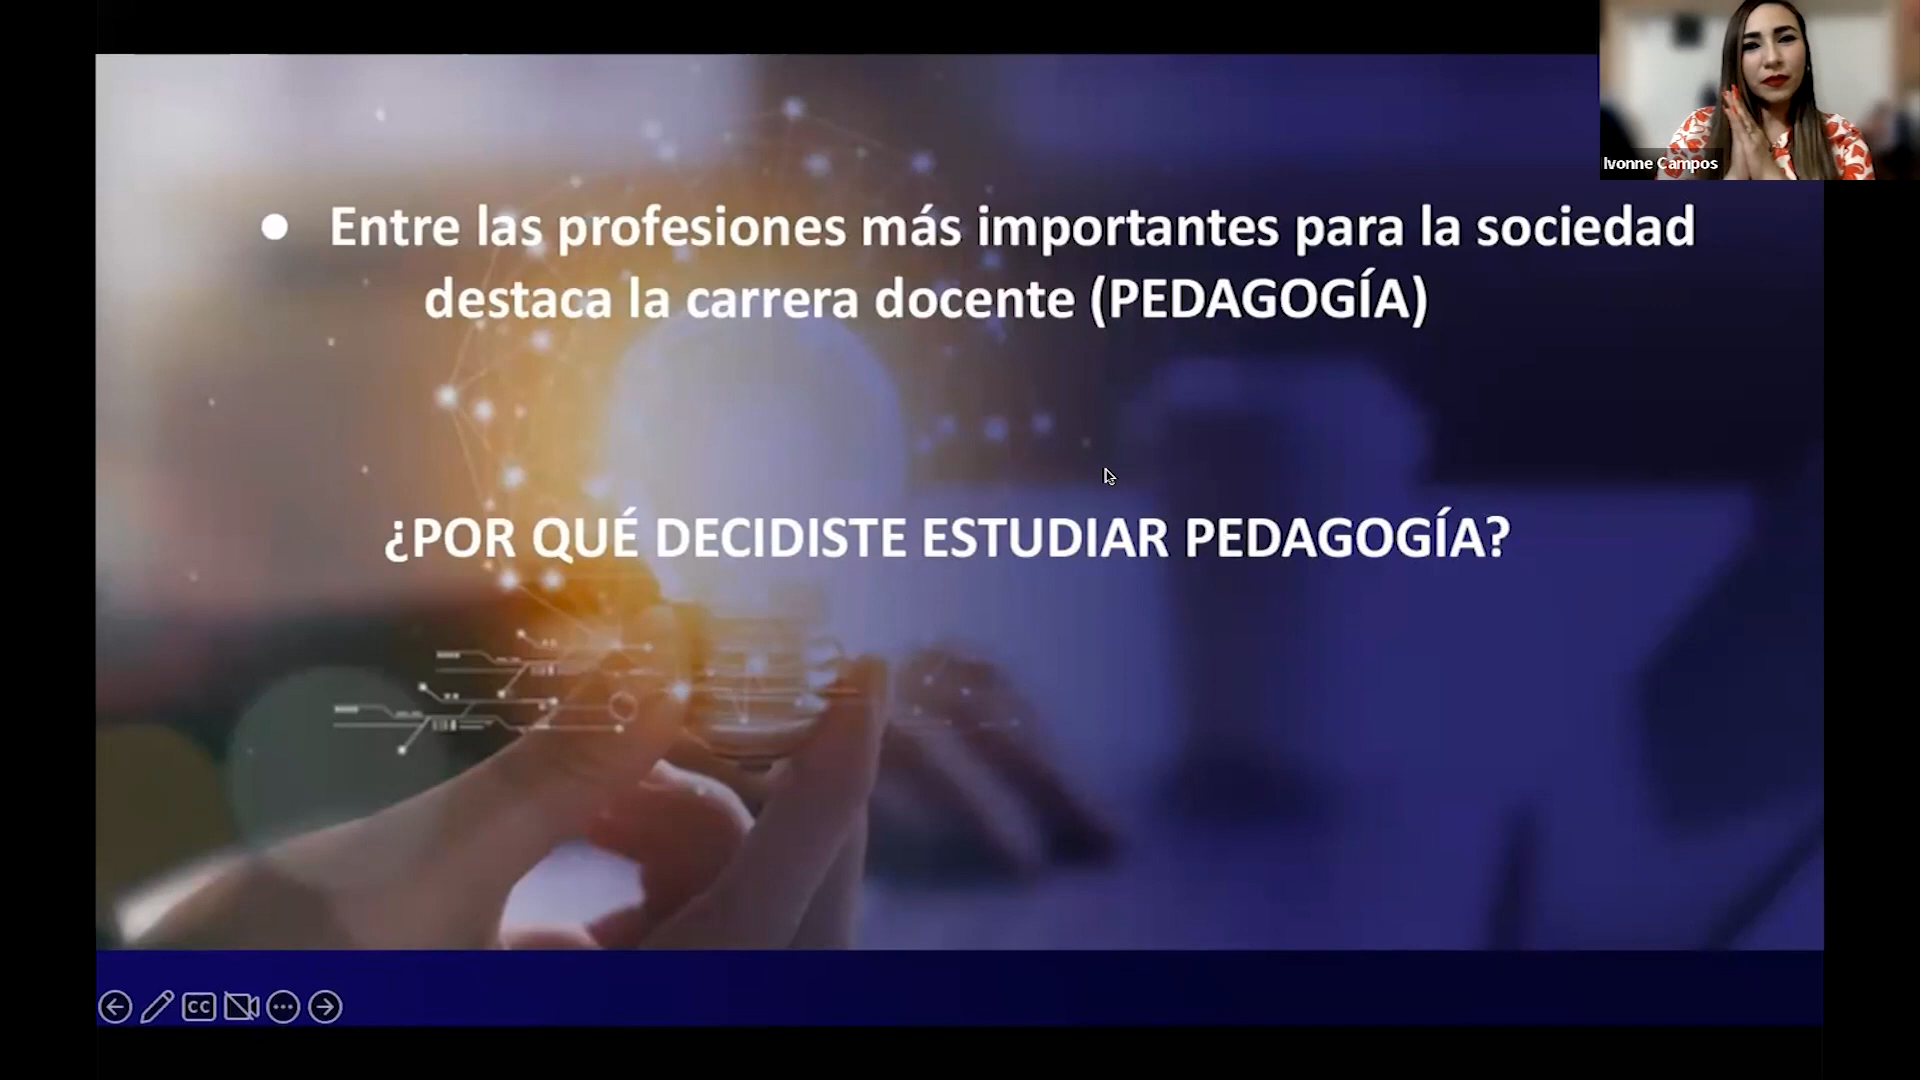 Ivonne Campos
● Entre las profesiones más importantes para la sociedad
destaca la carrera docente (PEDAGOGÍA)
¿POR QUÉ DECIDISTE ESTUDIAR PEDAGOGÍA?
CC